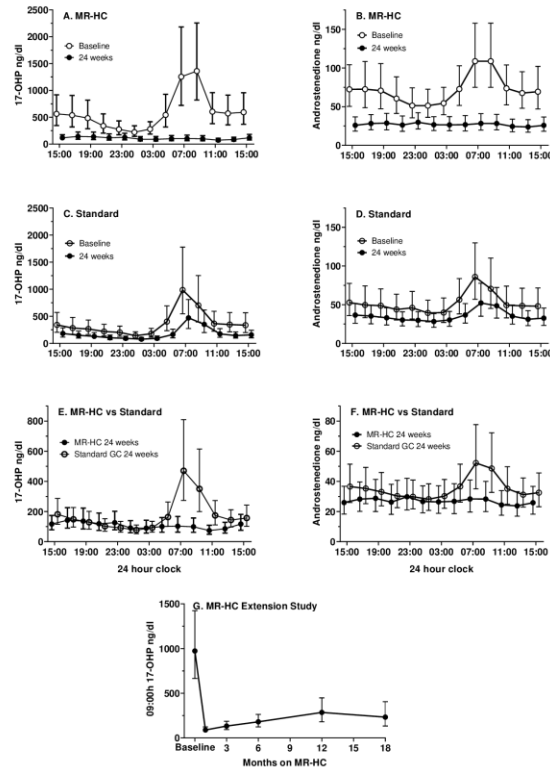 A. MR-HC
2500
2000
1500
1000
500
0
17-OHP ng/dl
Baseline
24 weeks
15:00 19:00 23:00 03:00 07:00 11:00 15:00
B. MR-HC
200
150
100
50
0
Androstenedione ng/dl
Baseline
24 weeks
15:00 19:00 23:00 03:00 07:00 11:00 15:00
C. Standard
2500
2000
1500
1000
500
0
17-OHP ng/dl
Baseline
24 weeks
15:00 19:00 23:00 03:00 07:00 11:00 15:00
D. Standard
200
150
100
50
0
Androstenedione ng/dl
Baseline
24 weeks
15:00 19:00 23:00 03:00 07:00 11:00 15:00
E. MR-HC vs Standard
800
600
400
200
0
17-OHP ng/dl
MR-HC 24 weeks
Standard GC 24 weeks
15:00 19:00 23:00 03:00 07:00 11:00 15:00
24 hour clock
F. MR-HC vs Standard
100
80
60
40
20
0
Androstenedione ng/dl
MR-HC 24 weeks
Standard GC 24 weeks
15:00 19:00 23:00 03:00 07:00 11:00 15:00
24 hour clock
G. MR-HC Extension Study
1500
1000
500
0
09:00h 17-OHP ng/dl
Baseline 3 6 9 12 15 18
Months on MR-HC